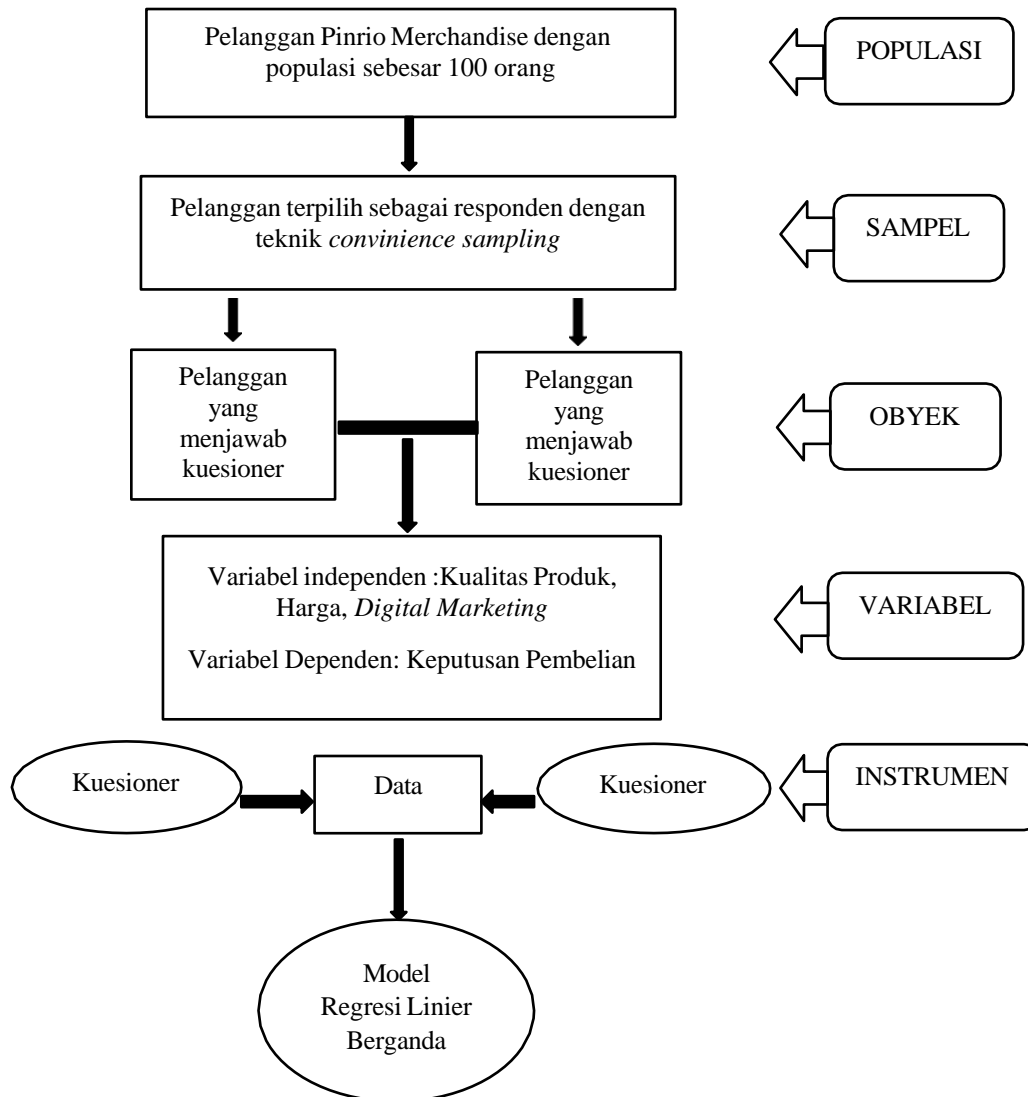 Pelanggan Pinrio Merchandise dengan
populasi sebesar 100 orang
POPULASI
Pelanggan terpilih sebagai responden dengan
teknik convinience sampling
SAMPEL
Pelanggan
yang
menjawab
kuesioner
Pelanggan
yang
menjawab
kuesioner
OBYEK
Variabel independen :Kualitas Produk,
Harga, Digital Marketing
Variabel Dependen: Keputusan Pembelian
VARIABEL
Kuesioner
Data
Kuesioner
INSTRUMEN
Model
Regresi Linier
Berganda